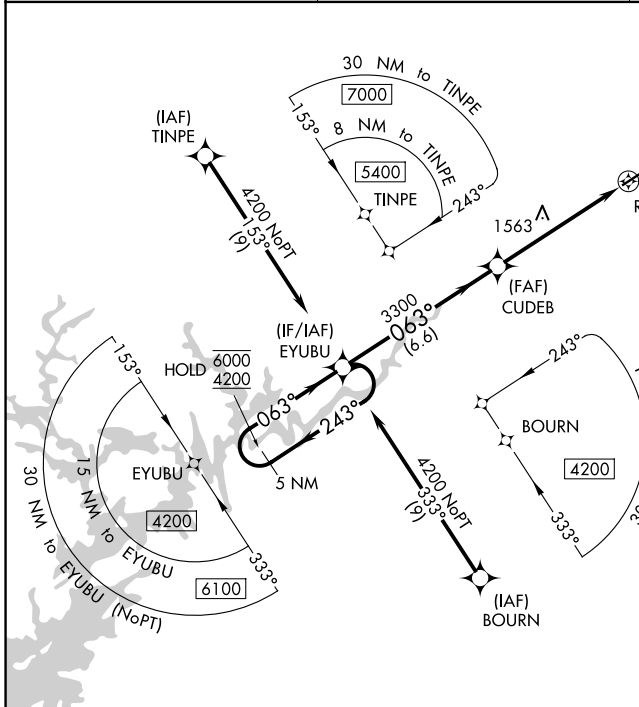 30 NM to TINPE
7000
153°
8 NM to TINPE
5400
TINPE
243°
(IAF)
TINPE
4200 NoPT
153°
(9)
1563
R
(FAF)
CUDEB
3300
063°
(6.6)
(IF/IAF)
EYUBU
HOLD
6000
4200
063°
243°
5 NM
153°
EYUBU
4200
15 NM to EYUBU
30 NM to EYUBU (NoPT)
6100
333°
243°
BOURN
4200
333°
30
4200 NoPT
333°
(9)
(IAF)
BOURN